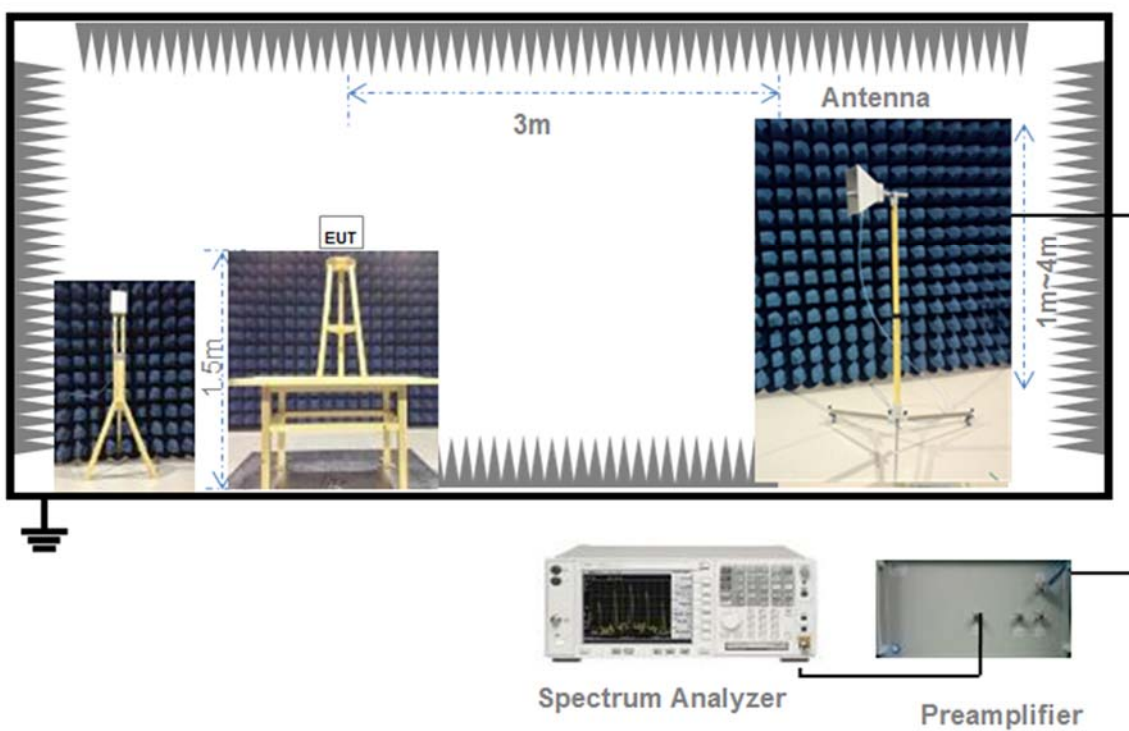 Antenna
3m
EUT
1.5m
1m~4m
Spectrum Analyzer
Preamplifier